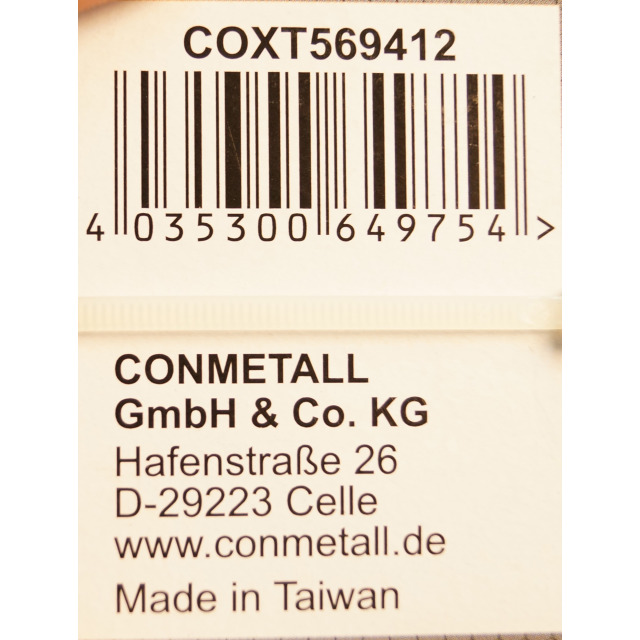 COXT569412
4 035300 649754 >
CONMETALL
GmbH & Co. KG
Hafenstraße 26
D-29223 Celle
www.conmetall.de
Made in Taiwan